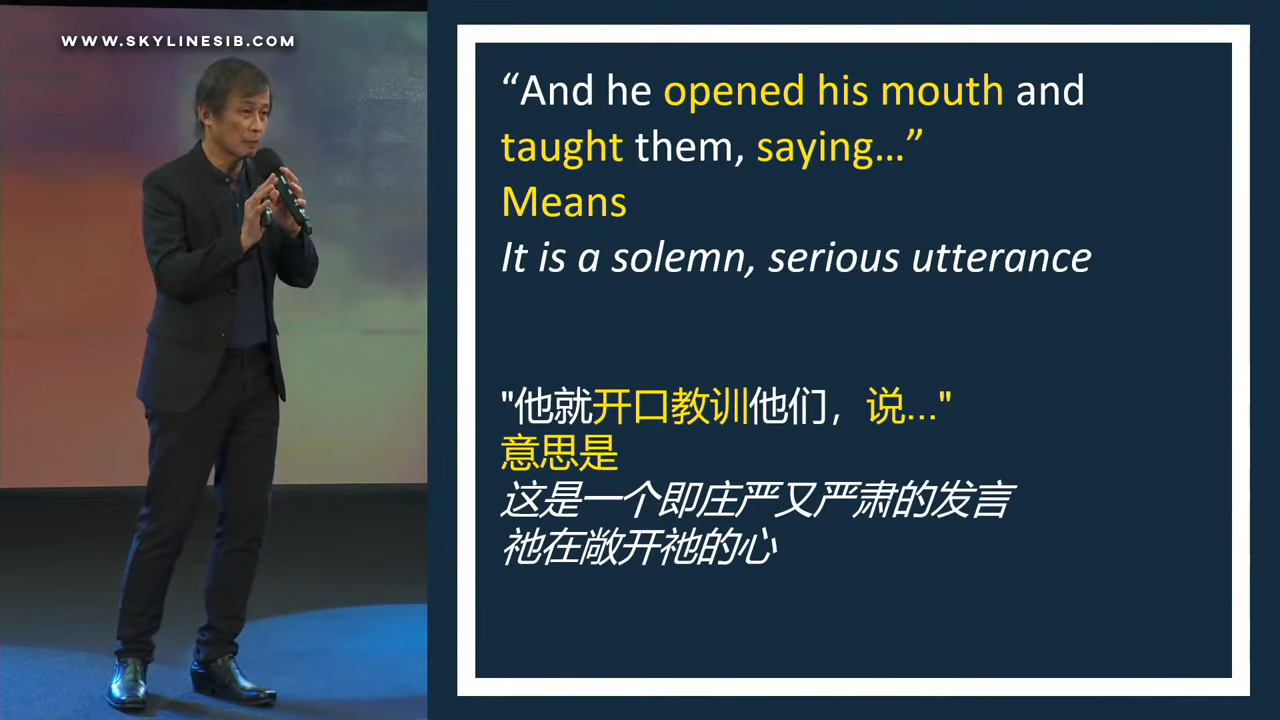 WWW.SKYLINESIB.COM
“And he opened his mouth and
taught them, saying…”
Means
It is a solemn, serious utterance
"他就开口教训他们，说…"
意思是
这是一个即庄严又严肃的发言
祂在敞开祂的心